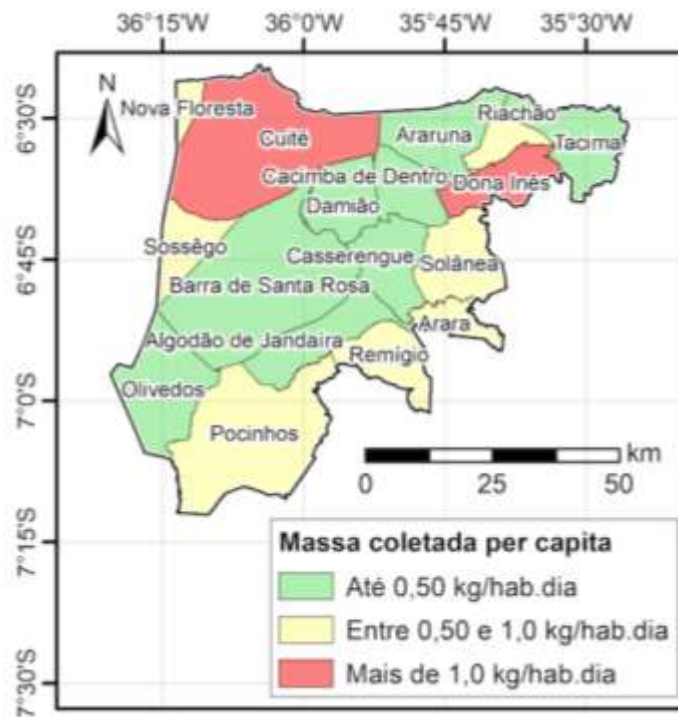 36°15'W 36°0'W 35°45'W 35°30'W
N
6°30'S
6°45'S
7°0'S
7°15'S
7°30'S
Nova Floresta
Cuité
Araruna
Riachão
Tacima
Cacimba de Dentro
Dona Inês
Damião
Sossêgo
Casserengue
Solânea
Barra de Santa Rosa
Arara
Algodão de Jandaíra
Remígio
Olivedos
Pocinhos
km
0 25 50
Massa coletada per capita
Até 0,50 kg/hab.dia
Entre 0,50 e 1,0 kg/hab.dia
Mais de 1,0 kg/hab.dia